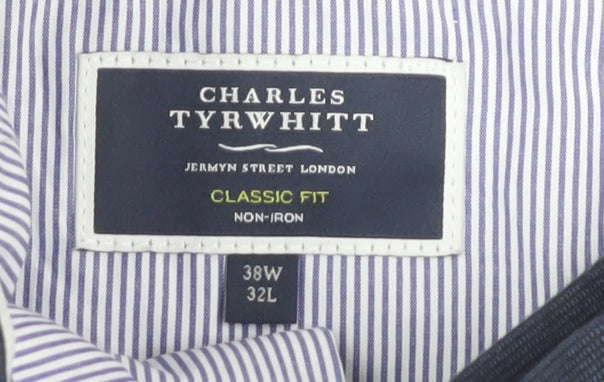 CHARLES
TYRWHITT
JERMYN STREET LONDON
CLASSIC FIT
NON-IRON
38W
32L